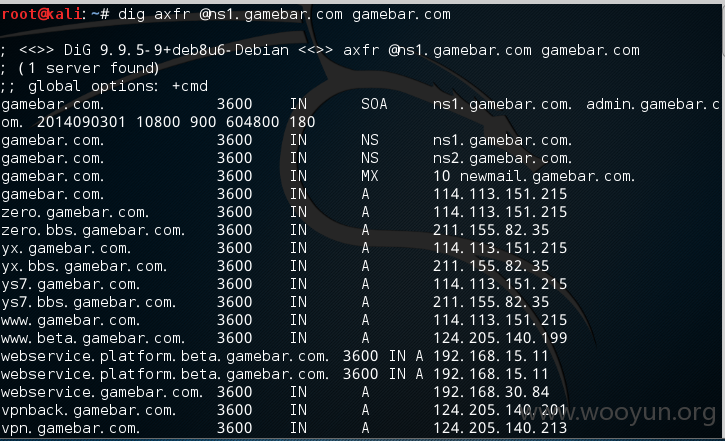 root@kali:~# dig axfr @ns1.gamebar.com gamebar.com
; <<>> DiG 9.9.5-9+deb8u6-Debian <<>> axfr @ns1.gamebar.com gamebar.com
; (1 server found)
;; global options: +cmd
gamebar.com. 3600 IN SOA ns1.gamebar.com. admin.gamebar.c
om. 2014090301 10800 900 604800 180
gamebar.com. 3600 IN NS ns1.gamebar.com.
gamebar.com. 3600 IN NS ns2.gamebar.com.
gamebar.com. 3600 IN MX 10 newmail.gamebar.com.
gamebar.com. 3600 IN A 114.113.151.215
zero.gamebar.com. 3600 IN A 114.113.151.215
zero.bbs.gamebar.com. 3600 IN A 211.155.82.35
yx.gamebar.com. 3600 IN A 114.113.151.215
yx.bbs.gamebar.com. 3600 IN A 211.155.82.35
ys7.gamebar.com. 3600 IN A 114.113.151.215
ys7.bbs.gamebar.com. 3600 IN A 211.155.82.35
www.gamebar.com. 3600 IN A 114.113.151.215
www.beta.gamebar.com. 3600 IN A 124.205.140.199
webservice.platform.beta.gamebar.com. 3600 IN A 192.168.15.11
webservice.platform.beta.gamebar.com. 3600 IN A 192.168.15.11
webservice.gamebar.com. 3600 IN A 192.168.30.84
vpnback.gamebar.com. 3600 IN A 124.205.140.201
vpn.gamebar.com. 3600 IN A 124.205.140.213
www.wooyun.org